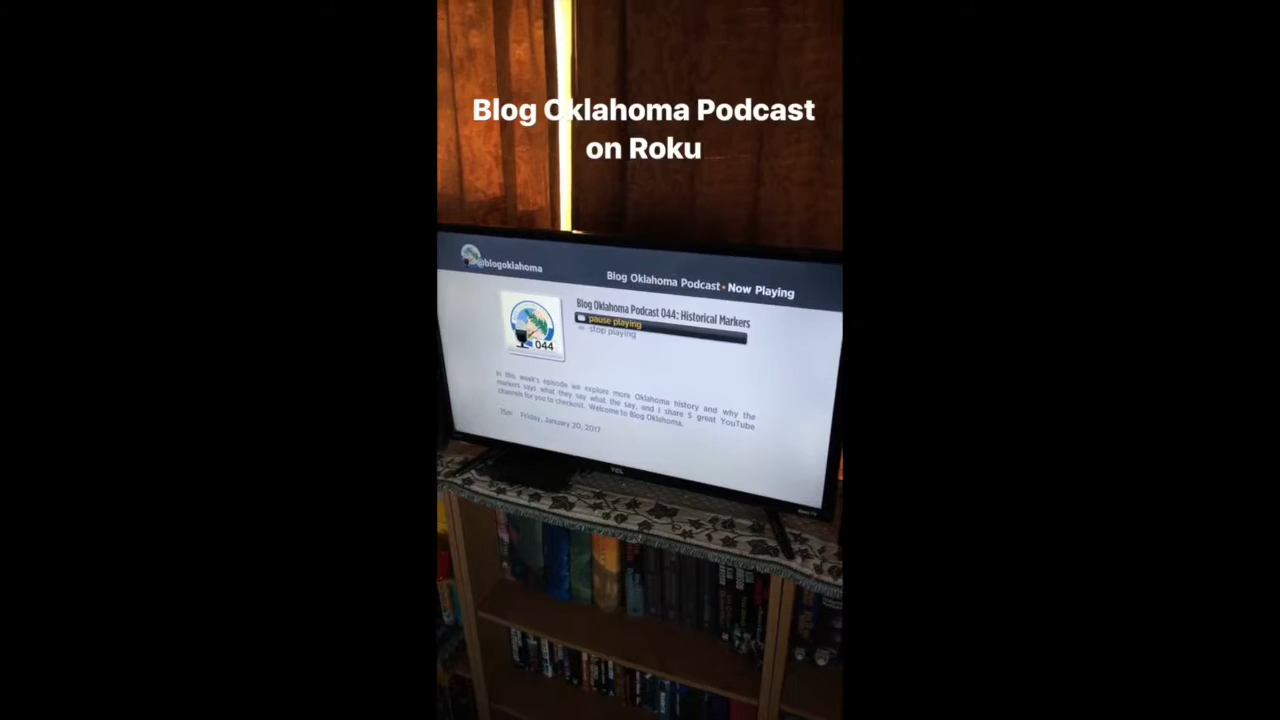 Blog Oklahoma Podcast
on Roku
@blogoklahoma
Blog Oklahoma Podcast • Now Playing
Blog Oklahoma Podcast 044: Historical Markers
pause playing
stop playing
044
In this week's episode we explore more Oklahoma history and why the
markers says what they say what the say, and I share 5 great YouTube
channels for you to checkout. Welcome to Blog Oklahoma.
35m Friday, January 20, 2017
TCL